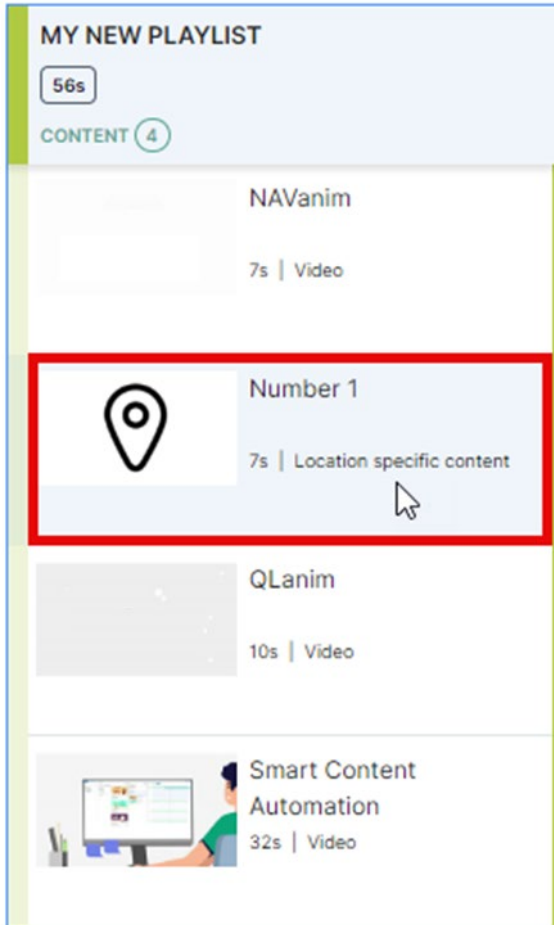 MY NEW PLAYLIST
56s
CONTENT 4
NAVanim
7s | Video
Number 1
7s | Location specific content
QLanim
10s | Video
Smart Content
Automation
32s | Video